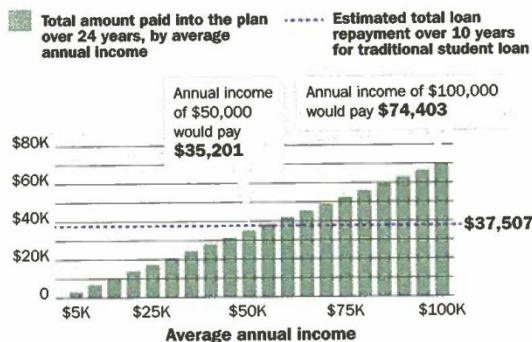 Total amount paid into the plan
over 24 years, by average
annual income
Estimated total loan
repayment over 10 years
for traditional student loan
Annual income
of $50,000
would pay
$35,201
Annual income of $100,000
would pay $74,403
$80K
$60K
$40K
$20K
0
$37,507
$5K
$25K
$50K
$75K
$100K
Average annual income